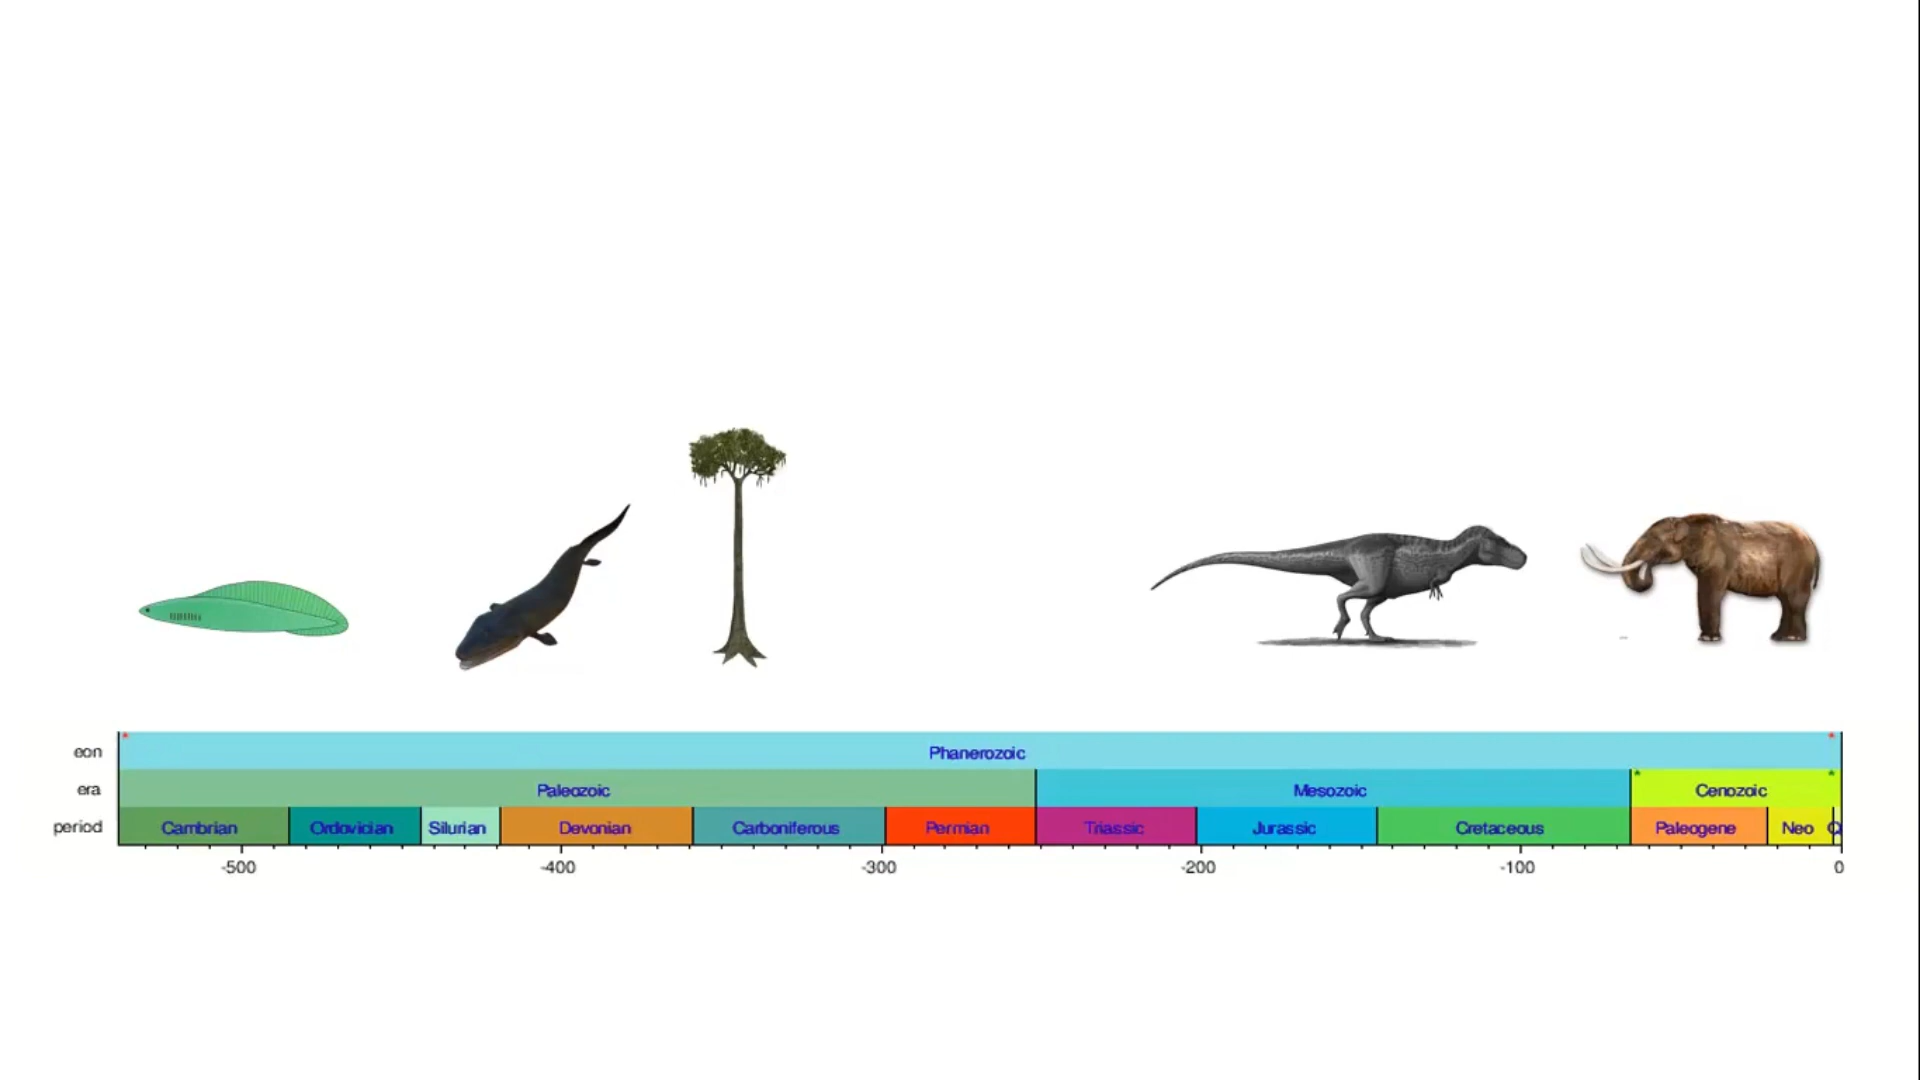 eon Phanerozoic
era Paleozoic Mesozoic Cenozoic
period Cambrian Ordovician Silurian Devonian Carboniferous Permian Triassic Jurassic Cretaceous Paleogene Neo Q
-500 -400 -300 -200 -100 0